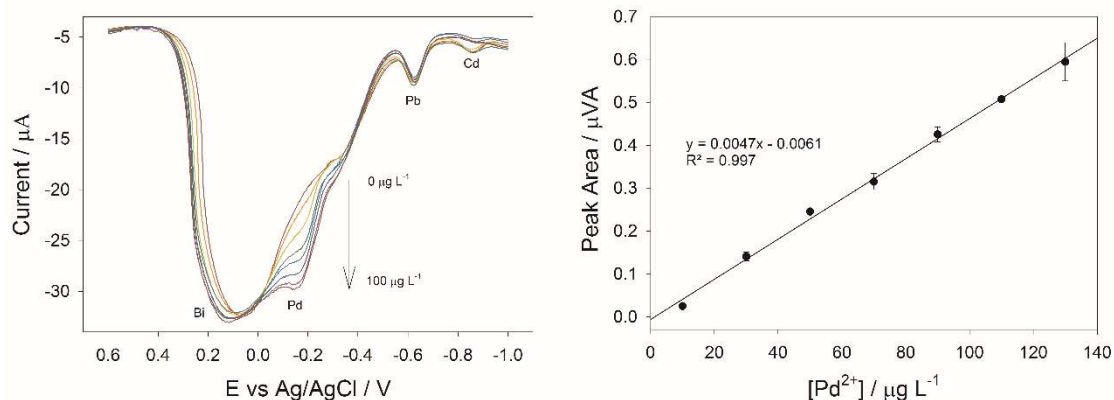 -5
-10
-15
-20
-25
-30
Current / μA
0.6 0.4 0.2 0.0 -0.2 -0.4 -0.6 -0.8 -1.0
E vs Ag/AgCl / V
Bi
Pd
Pb
Cd
0 μg L-1
100 μg L-1
0.7
0.6
0.5
0.4
0.3
0.2
0.1
0.0
Peak Area / μVA
y = 0.0047x - 0.0061
R² = 0.997
0 20 40 60 80 100 120 140
[Pd2+] / μg L-1